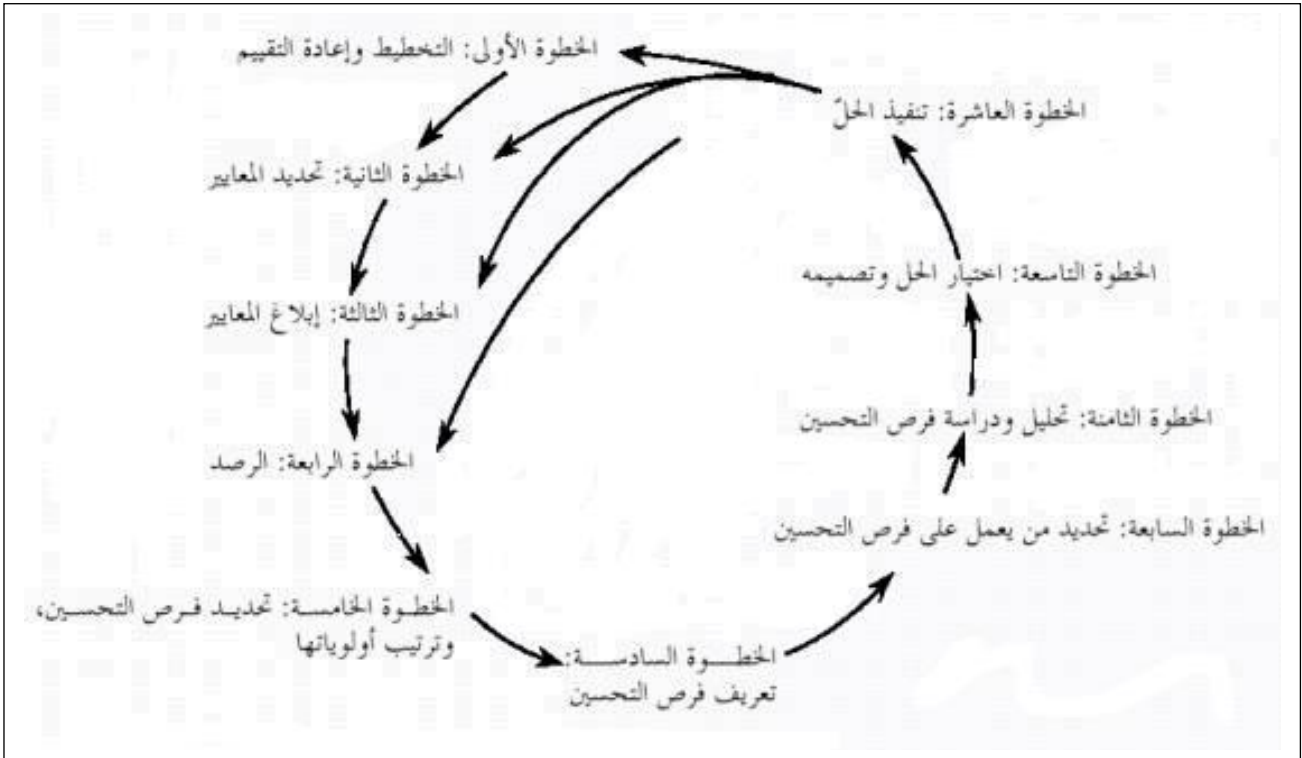 الخطوة الأولى: التخطيط وإعادة التقييم
الخطوة الثانية: تحديد المعايير
الخطوة الثالثة: إبلاغ المعايير
الخطوة الرابعة: الرصد
الخطوة الخامسة: تحديد فرص التحسين،
وترتيب أولوياتها
الخطوة السادسة:
تعريف فرص التحسين
الخطوة السابعة: تحديد من يعمل على فرص التحسين
الخطوة الثامنة: تحليل ودراسة فرص التحسين
الخطوة التاسعة: اختيار الحل وتصميمه
الخطوة العاشرة: تنفيذ الحلّ